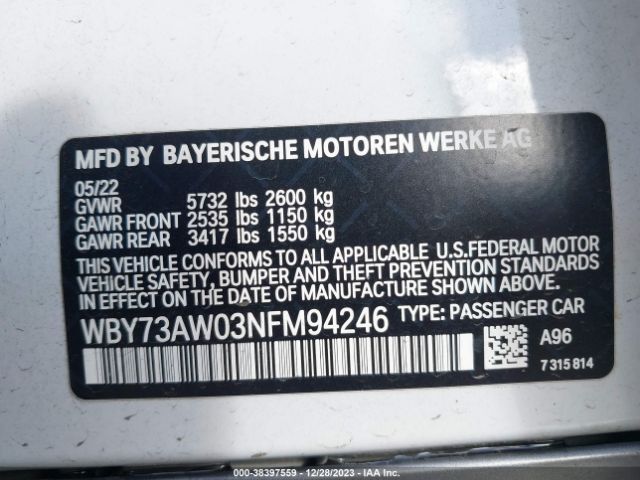 MFD BY BAYERISCHE MOTOREN WERKE AG
05/22
GVWR 5732 lbs 2600 kg
GAWR FRONT 2535 lbs 1150 kg
GAWR REAR 3417 lbs 1550 kg
THIS VEHICLE CONFORMS TO ALL APPLICABLE U.S.FEDERAL MOTOR
VEHICLE SAFETY, BUMPER AND THEFT PREVENTION STANDARDS
IN EFFECT ON THE DATE OF MANUFACTURE SHOWN ABOVE.
WBY73AW03NFM94246 TYPE: PASSENGER CAR
A96
7 315 814
000-38397559 - 12/28/2023 - IAA Inc.